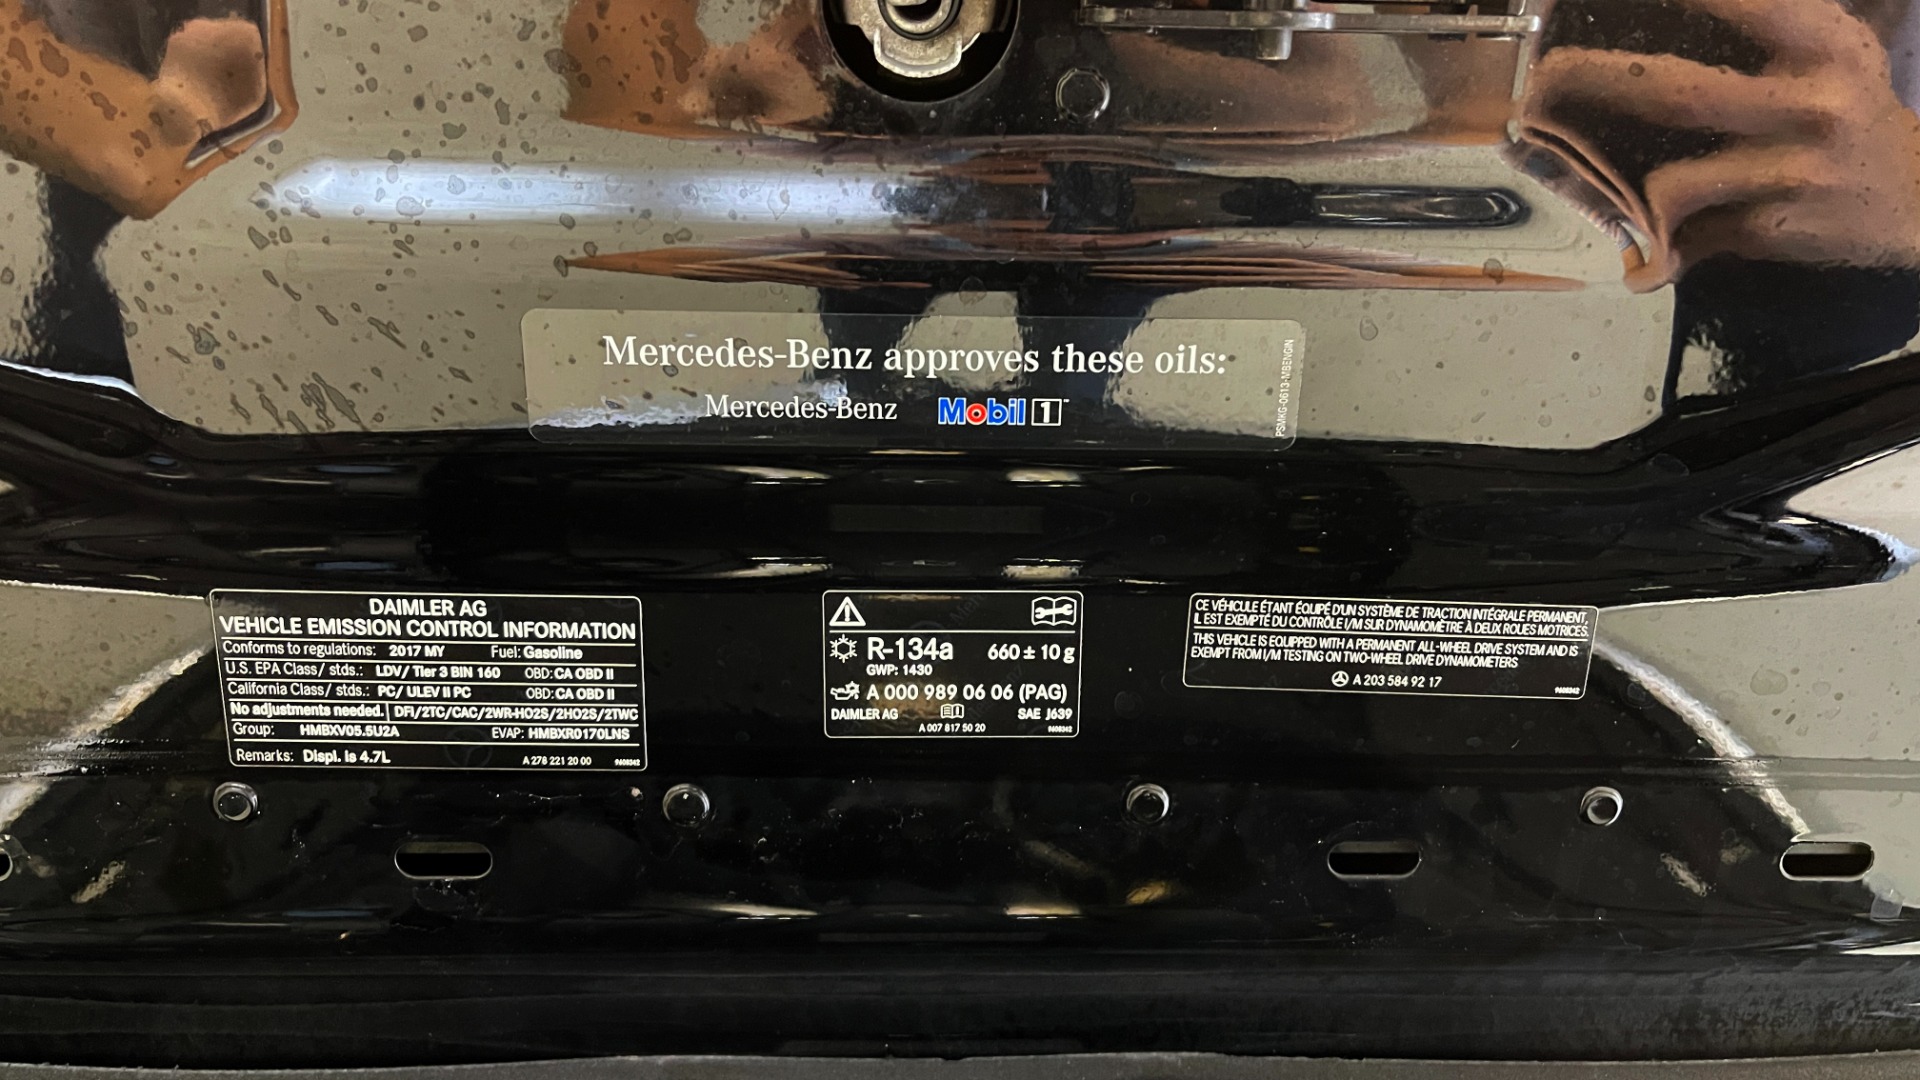 Mercedes-Benz approves these oils:
Mercedes-Benz Mobil 1
PSMKG-0613-MBENGIN
DAIMLER AG
VEHICLE EMISSION CONTROL INFORMATION
Conforms to regulations: 2017 MY Fuel: Gasoline
U.S. EPA Class/ stds.: LDV/ Tier 3 BIN 160 OBD: CA OBD II
California Class/ stds.: PC/ ULEV II PC OBD: CA OBD II
No adjustments needed. DFI/2TC/CAC/2WR-HO2S/2HO2S/2TWC
Group: HMBXV05.5U2A EVAP: HMBXR0170LNS
Remarks: Displ. is 4.7L A 278 221 20 00
R-134a 660 ± 10 g
GWP: 1430
A 000 989 06 06 (PAG)
DAIMLER AG SAE J639
A 007 817 50 20
CE VÉHICULE ÉTANT ÉQUIPÉ D'UN SYSTÈME DE TRACTION INTÉGRALE PERMANENT,
IL EST EXEMPTÉ DU CONTRÔLE I/M SUR DYNAMOMÈTRE À DEUX ROUES MOTRICES.
THIS VEHICLE IS EQUIPPED WITH A PERMANENT ALL-WHEEL DRIVE SYSTEM AND IS
EXEMPT FROM I/M TESTING ON TWO-WHEEL DRIVE DYNAMOMETERS
A 203 584 92 17